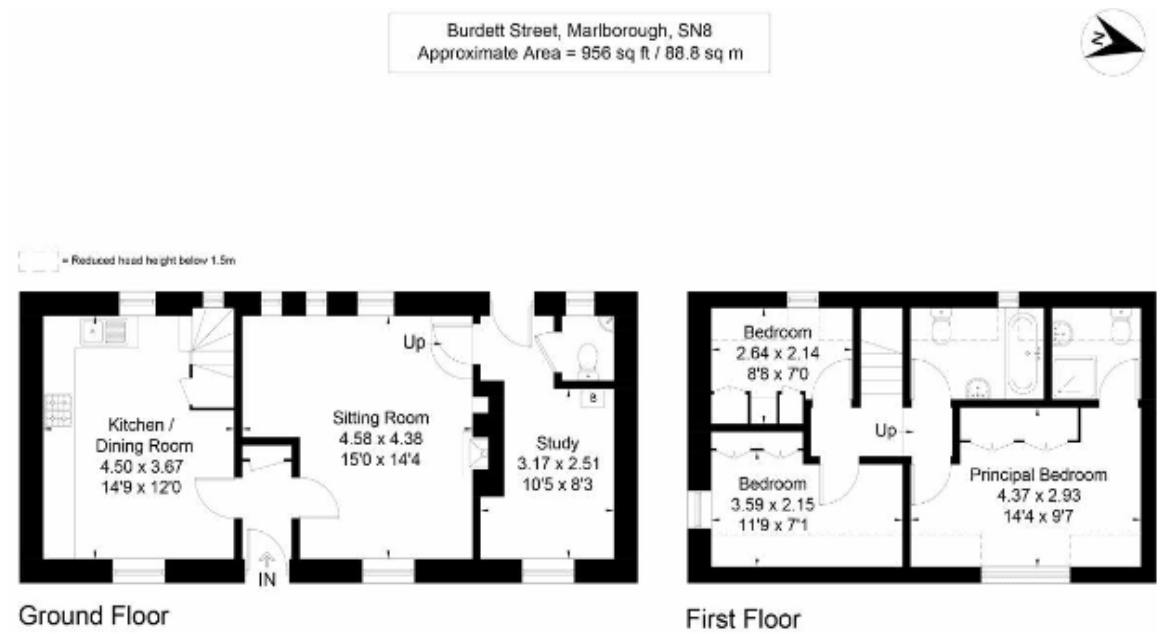 Burdett Street, Marlborough, SN8
Approximate Area = 956 sq ft / 88.8 sq m
N
= Reduced head height below 1.5m
Kitchen /
Dining Room
4.50 x 3.67
14'9 x 12'0
Sitting Room
4.58 x 4.38
15'0 x 14'4
Up
Study
3.17 x 2.51
10'5 x 8'3
B
IN
Ground Floor
Bedroom
2.64 x 2.14
8'8 x 7'0
Up
Bedroom
3.59 x 2.15
11'9 x 7'1
Principal Bedroom
4.37 x 2.93
14'4 x 9'7
First Floor